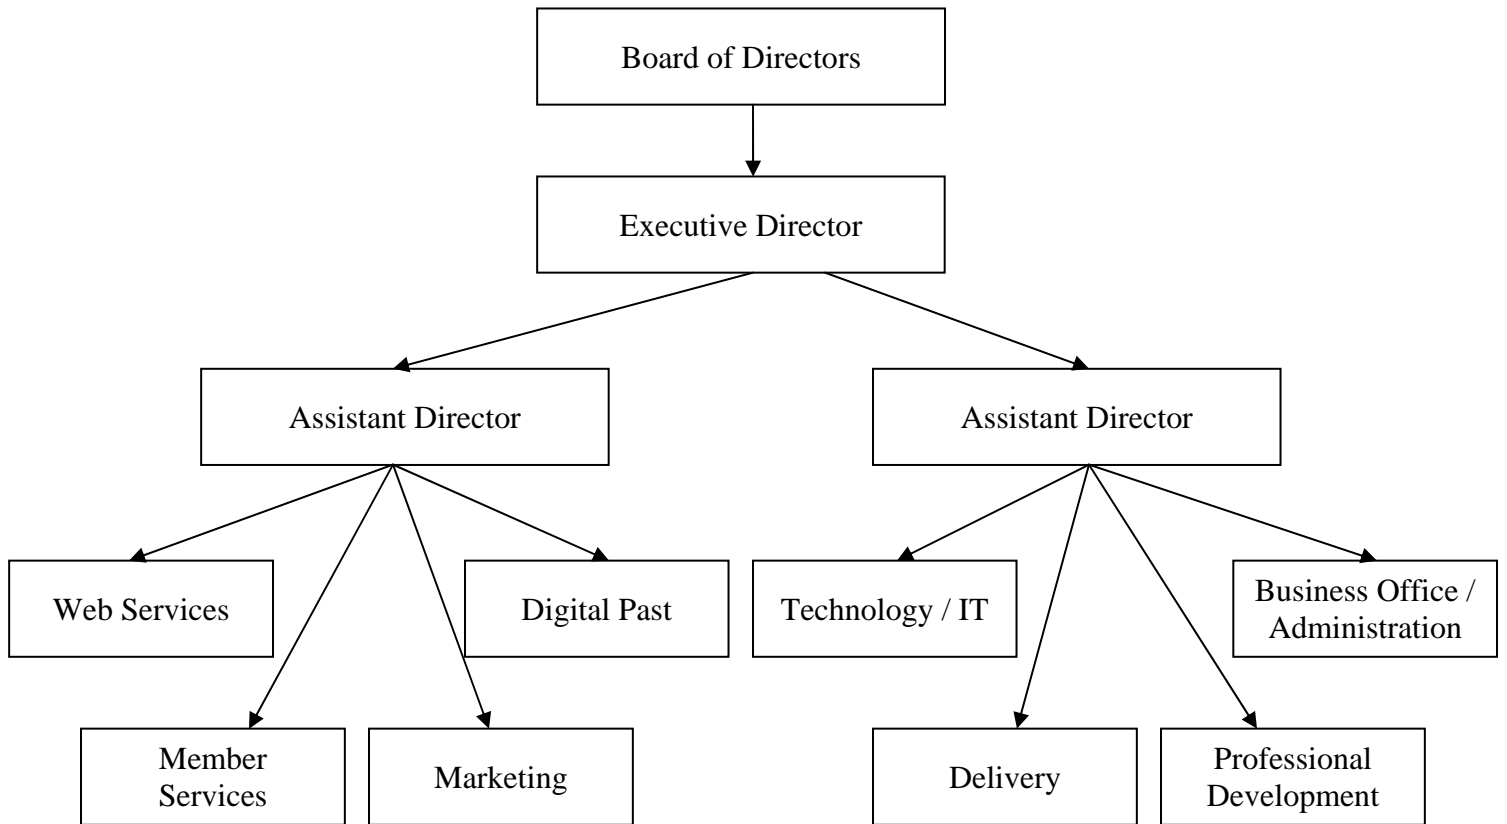 Board of Directors
Executive Director
Assistant Director
Assistant Director
Web Services
Digital Past
Technology / IT
Business Office /
Administration
Member
Services
Marketing
Delivery
Professional
Development